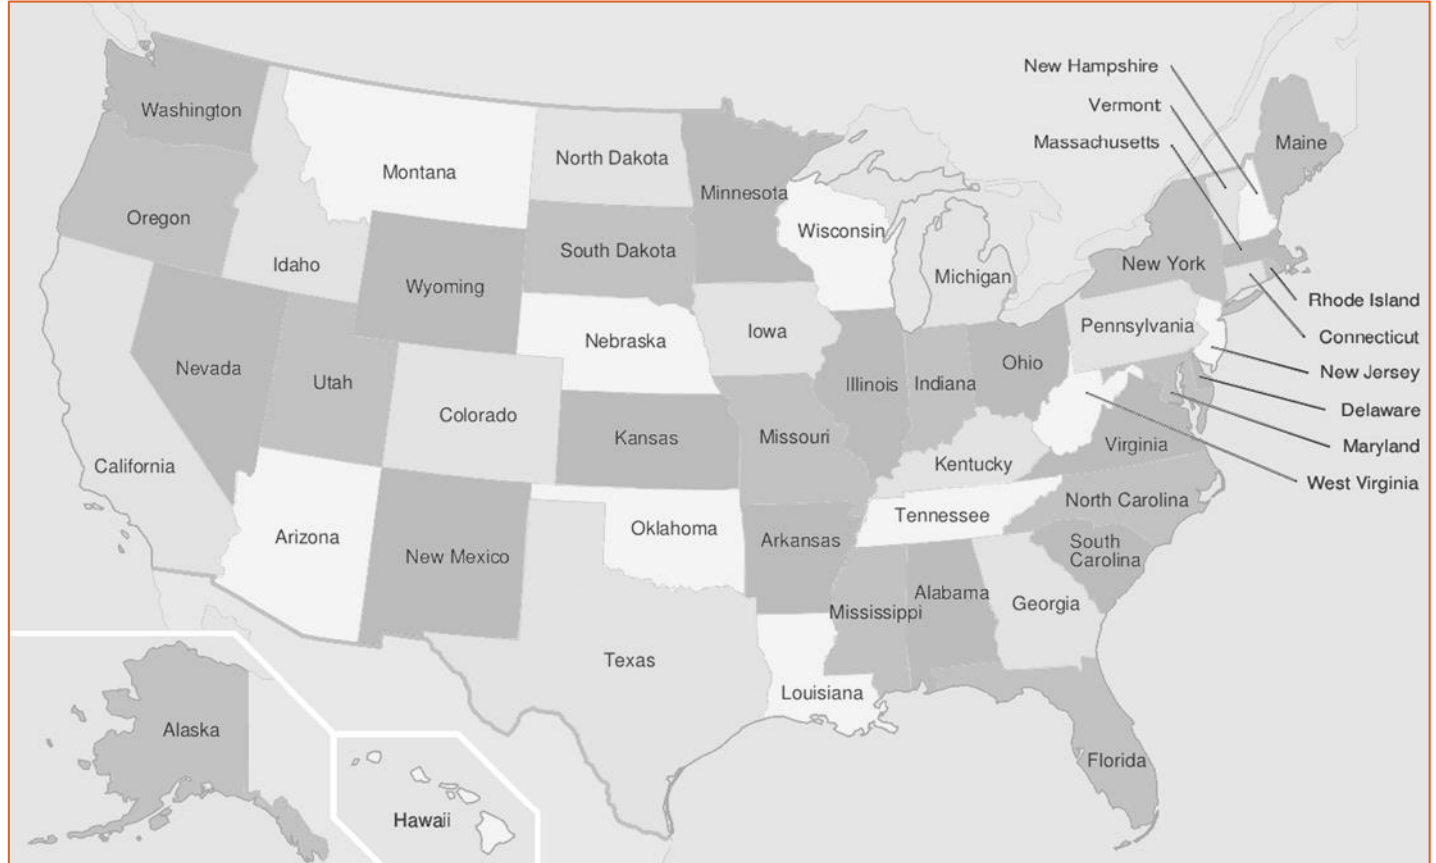 New Hampshire
Vermont
Massachusetts
Washington
Maine
North Dakota
Montana
Minnesota
Oregon
Wisconsin
South Dakota
Idaho
New York
Michigan
Wyoming
Rhode Island
Pennsylvania
Iowa
Connecticut
Nebraska
Ohio
Nevada
New Jersey
Utah
Illinois
Indiana
Delaware
Colorado
Kansas
Missouri
Virginia
Maryland
California
Kentucky
West Virginia
North Carolina
Tennessee
Oklahoma
Arizona
Arkansas
South
Carolina
New Mexico
Alabama
Georgia
Mississippi
Texas
Louisiana
Alaska
Florida
Hawaii